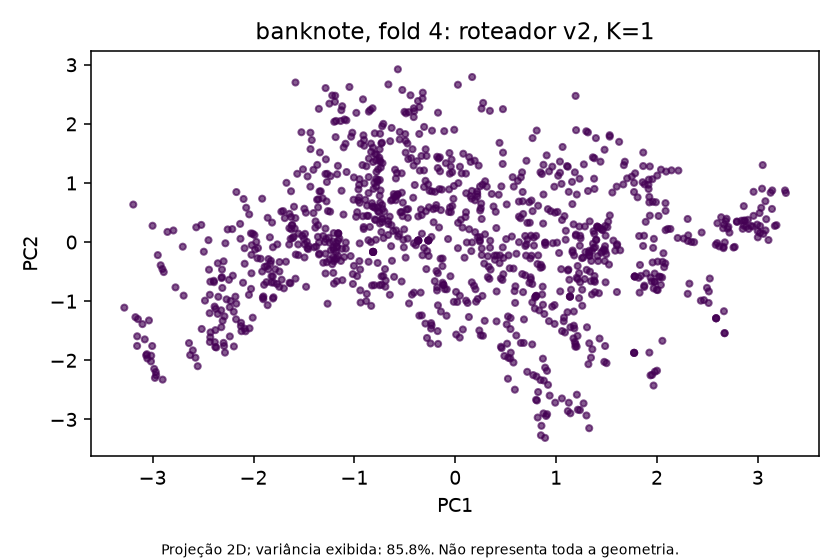 banknote, fold 4: roteador v2, K=1
3
2
1
0
−1
−2
−3
PC2
−3 −2 −1 0 1 2 3
PC1
Projeção 2D; variância exibida: 85.8%. Não representa toda a geometria.